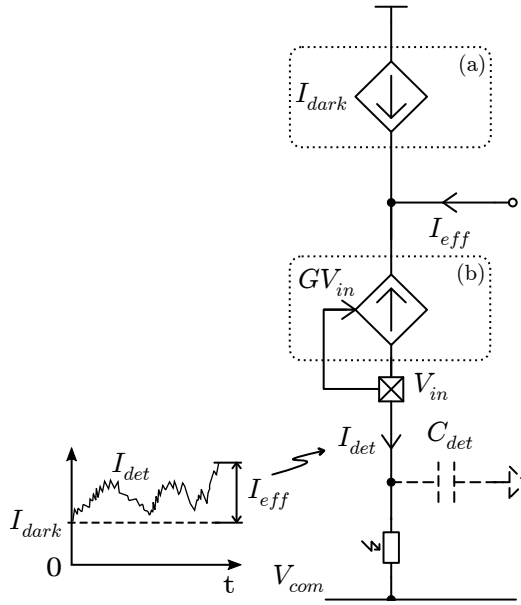 (a)
I_dark
I_eff
(b)
GV_in
V_in
I_det
C_det
I_det
I_eff
I_dark
0
t
V_com